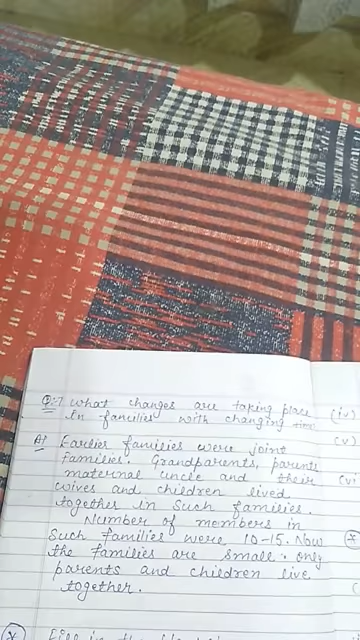 Q:-7 What changes are taking place
in families with changing time
A) Earlier families were joint
families. Grandparents, parents
maternal uncle and their
wives and children lived
together in such families.
Number of members in
such families were 10-15. Now
the families are small. only
parents and children live
together.
(iv)
(v)
(v